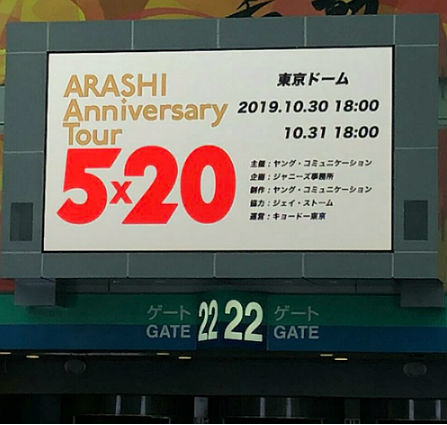 ARASHI
Anniversary
Tour
5×20
東京ドーム
2019.10.30 18:00
10.31 18:00
主催：ヤング・コミュニケーション
企画：ジャニーズ事務所
制作：ヤング・コミュニケーション
協力：ジェイ・ストーム
運営：キョードー東京
ゲート 22 22 ゲート
GATE GATE